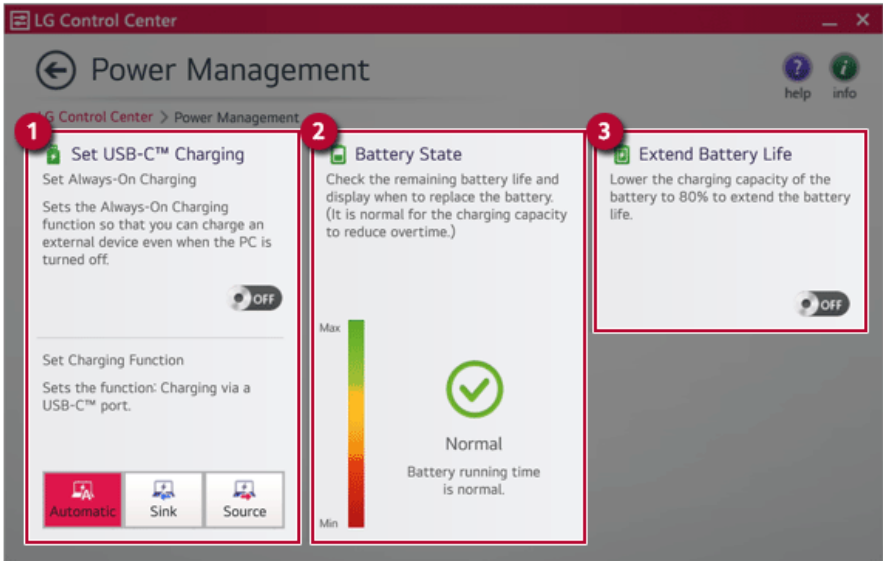 LG Control Center
Power Management
help
info
LG Control Center > Power Management
1
Set USB-C™ Charging
Set Always-On Charging
Sets the Always-On Charging
function so that you can charge an
external device even when the PC is
turned off.
OFF
Set Charging Function
Sets the function: Charging via a
USB-C™ port.
Automatic
Sink
Source
2
Battery State
Check the remaining battery life and
display when to replace the battery.
(It is normal for the charging capacity
to reduce overtime.)
Max
Min
Normal
Battery running time
is normal.
3
Extend Battery Life
Lower the charging capacity of the
battery to 80% to extend the battery
life.
OFF